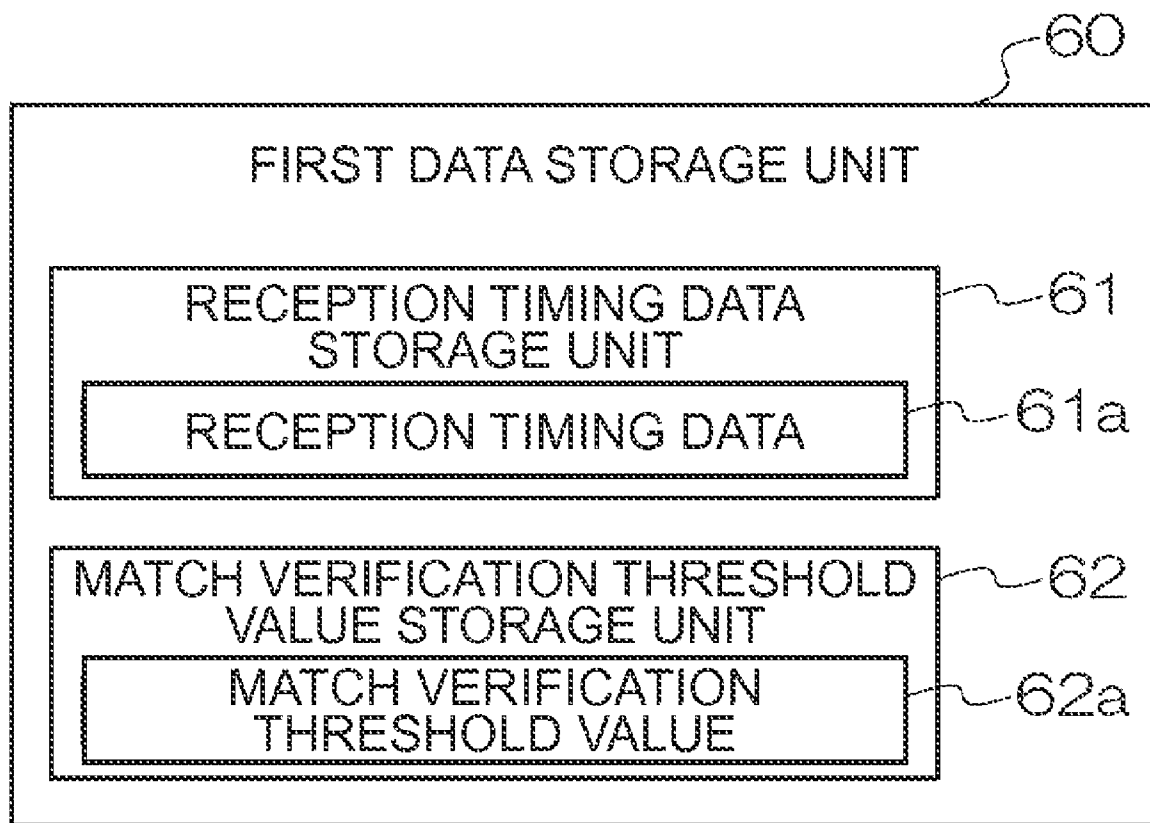 60
FIRST DATA STORAGE UNIT
RECEPTION TIMING DATA
STORAGE UNIT
61
RECEPTION TIMING DATA
61a
MATCH VERIFICATION THRESHOLD
VALUE STORAGE UNIT
62
MATCH VERIFICATION
THRESHOLD VALUE
62a